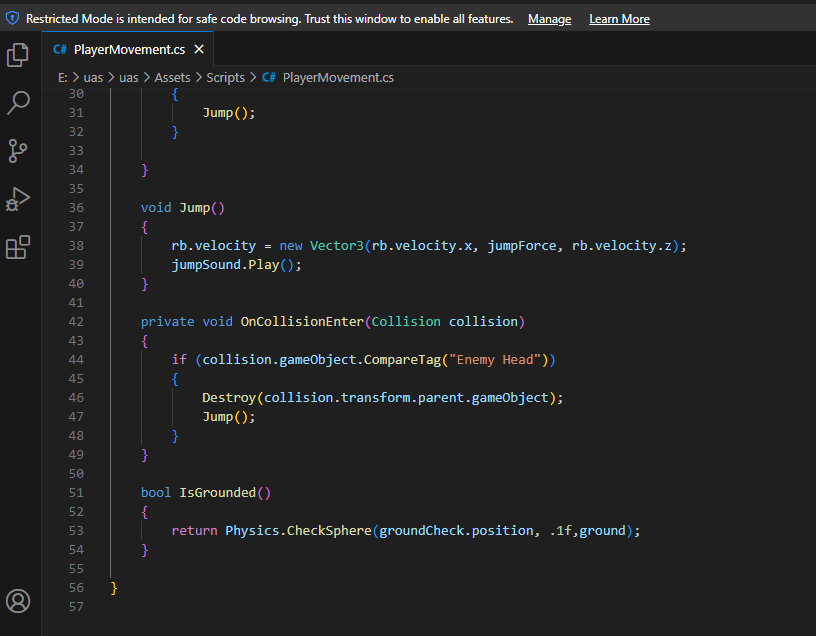 Restricted Mode is intended for safe code browsing. Trust this window to enable all features. Manage Learn More
C# PlayerMovement.cs ×
E: > uas > uas > Assets > Scripts > C# PlayerMovement.cs
30 {
31 Jump();
32 }
33
34 }
35
36 void Jump()
37 {
38 rb.velocity = new Vector3(rb.velocity.x, jumpForce, rb.velocity.z);
39 jumpSound.Play();
40 }
41
42 private void OnCollisionEnter(Collision collision)
43 {
44 if (collision.gameObject.CompareTag("Enemy Head"))
45 {
46 Destroy(collision.transform.parent.gameObject);
47 Jump();
48 }
49 }
50
51 bool IsGrounded()
52 {
53 return Physics.CheckSphere(groundCheck.position, .1f,ground);
54 }
55
56 }
57